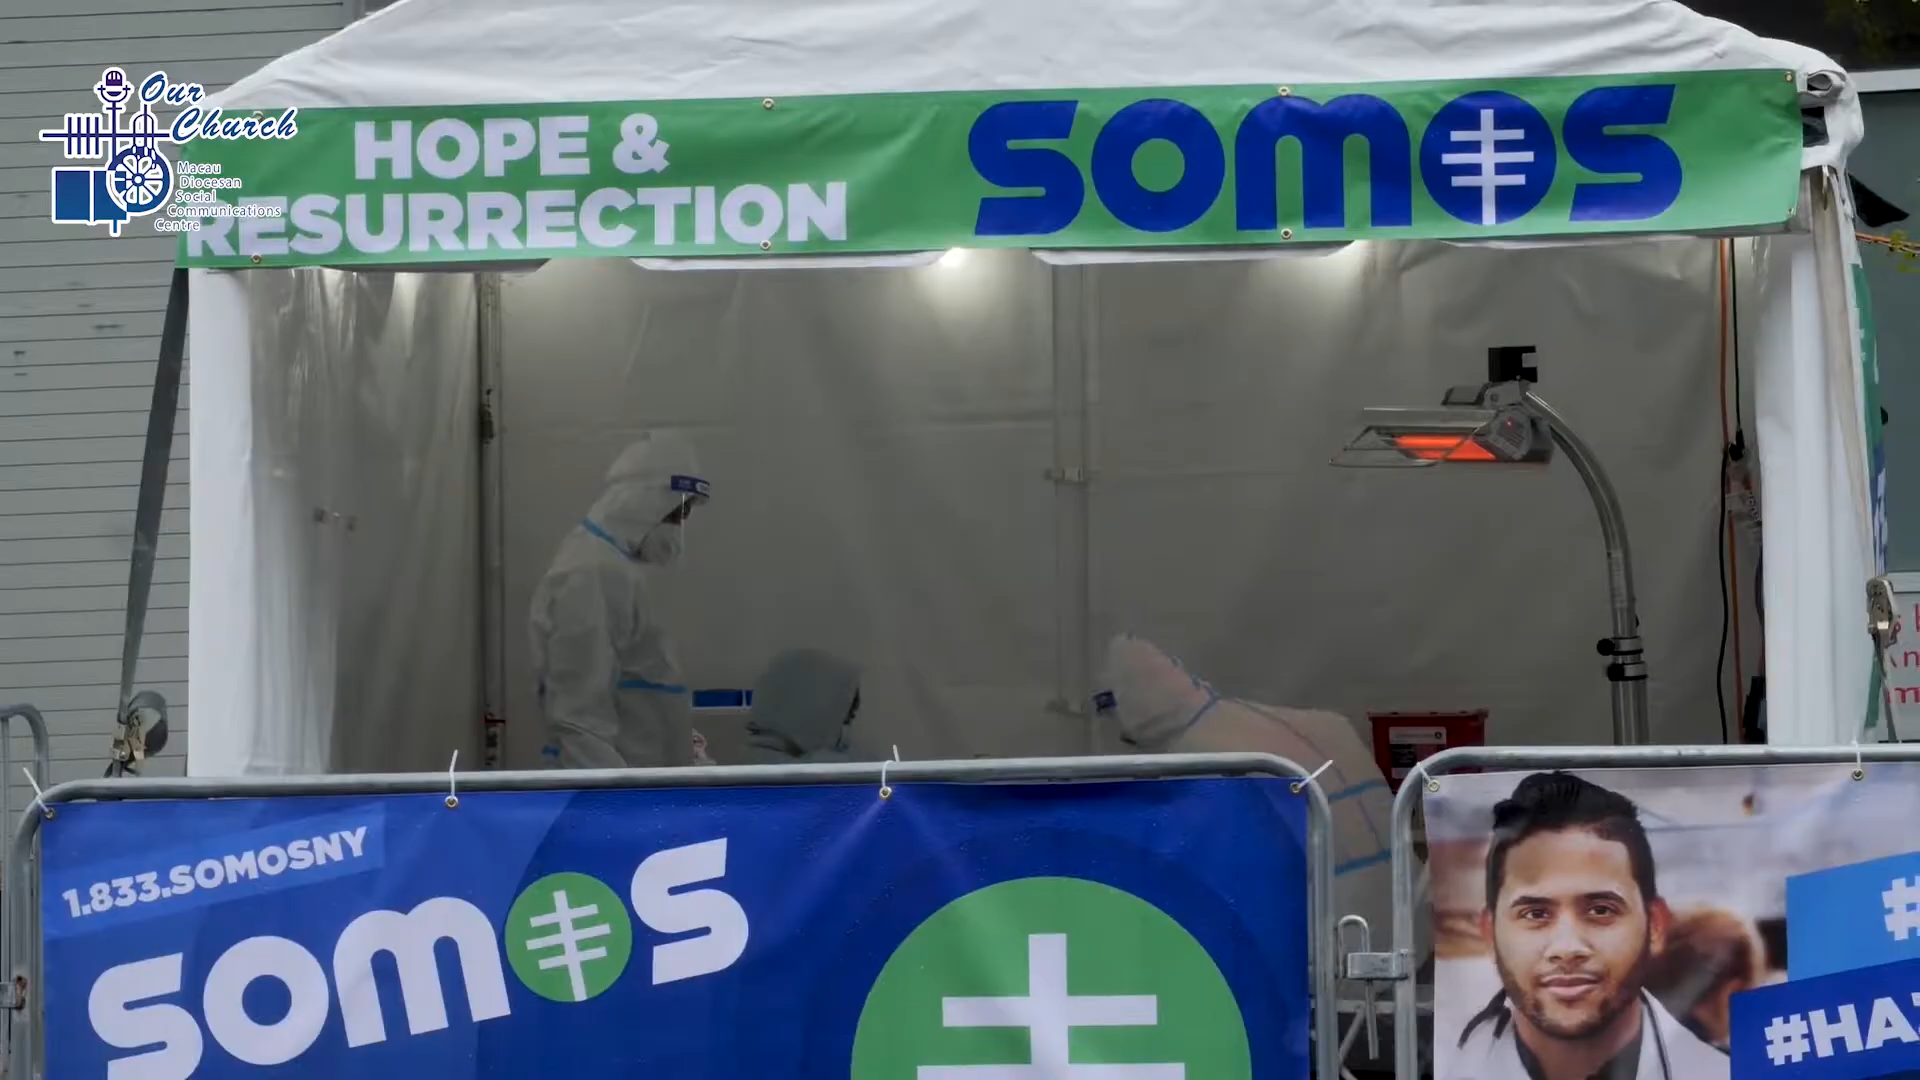 Our
Church
Macau
Diocesan
Social
Communications
Centre
HOPE &
RESURRECTION
SOMOS
1.833.SOMOSNY
SOMOS
#
#HA